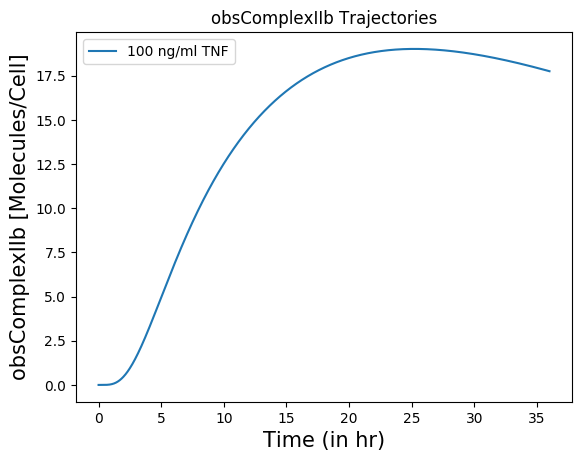 obsComplexIIb Trajectories
100 ng/ml TNF
obsComplexIIb [Molecules/Cell]
17.5
15.0
12.5
10.0
7.5
5.0
2.5
0.0
0 5 10 15 20 25 30 35
Time (in hr)